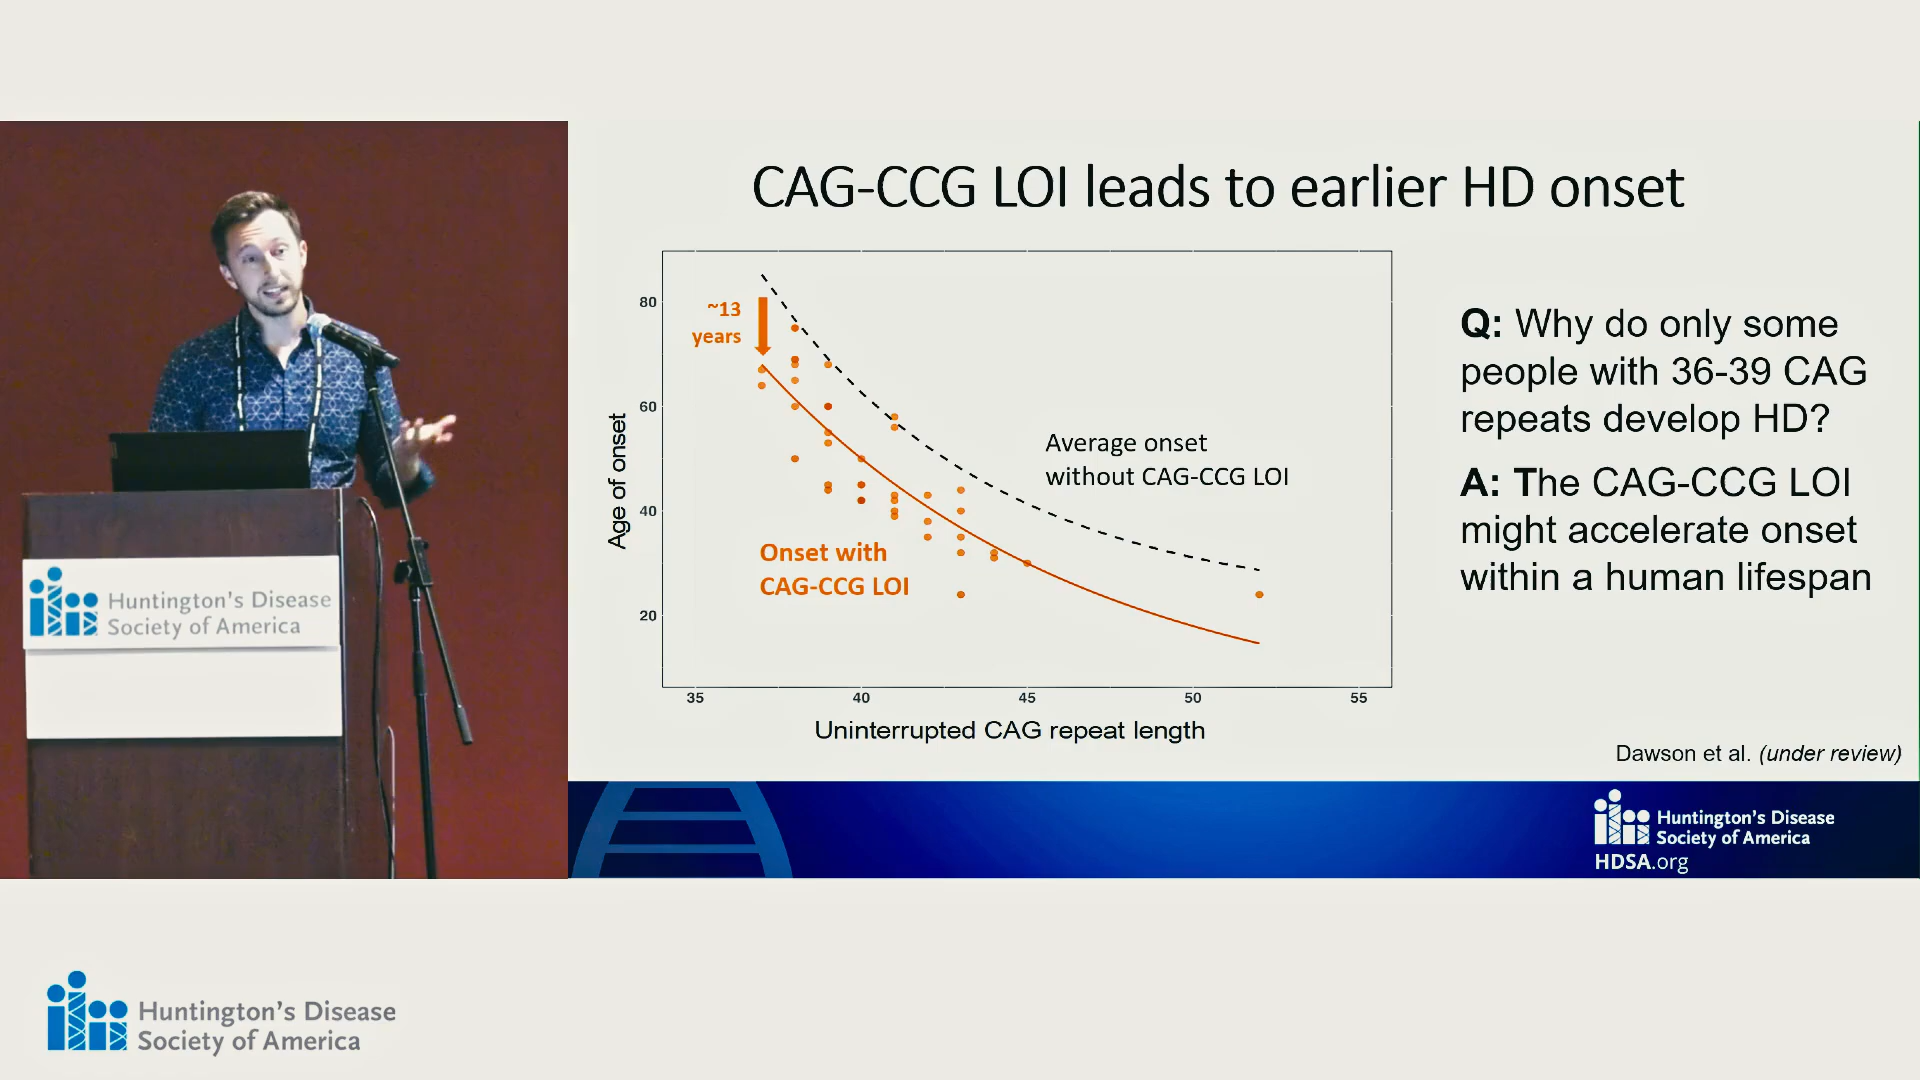 CAG-CCG LOI leads to earlier HD onset
80
60
40
20
Age of onset
~13
years
Average onset
without CAG-CCG LOI
Onset with
CAG-CCG LOI
35
40
45
50
55
Uninterrupted CAG repeat length
Q: Why do only some
people with 36-39 CAG
repeats develop HD?
A: The CAG-CCG LOI
might accelerate onset
within a human lifespan
Dawson et al. (under review)
Huntington's Disease
Society of America
HDSA.org
Huntington's Disease
Society of America
Huntington's Disease
Society of America